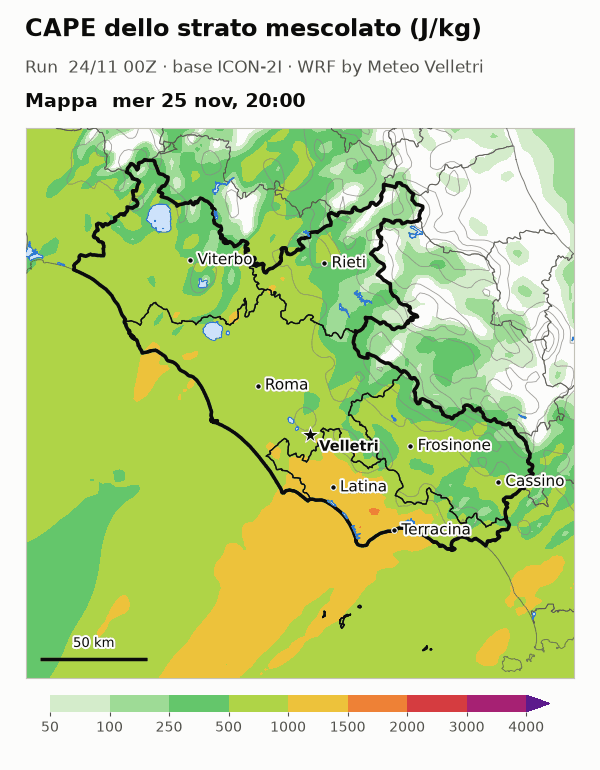 CAPE dello strato mescolato (J/kg)
Run 24/11 00Z · base ICON-2I · WRF by Meteo Velletri
Mappa mer 25 nov, 20:00
Viterbo
Rieti
Roma
Velletri
Frosinone
Latina
Cassino
Terracina
50 km
50 100 250 500 1000 1500 2000 3000 4000